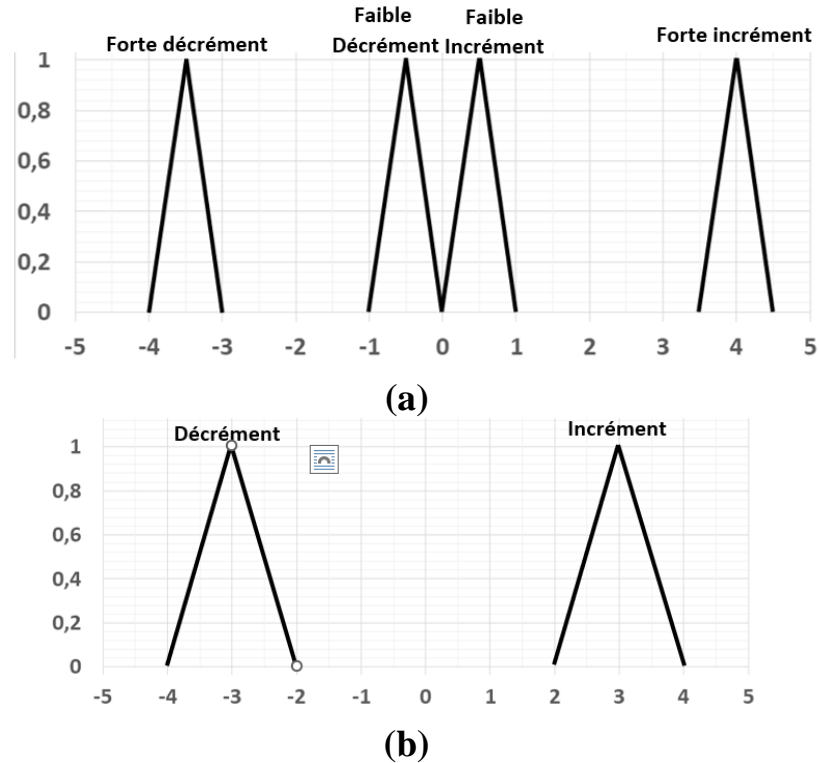 Faible Faible
Forte décrément Décrément Incrément Forte incrément
1
0,8
0,6
0,4
0,2
0
-5 -4 -3 -2 -1 0 1 2 3 4 5
(a)
Décrément Incrément
1
0,8
0,6
0,4
0,2
0
-5 -4 -3 -2 -1 0 1 2 3 4 5
(b)